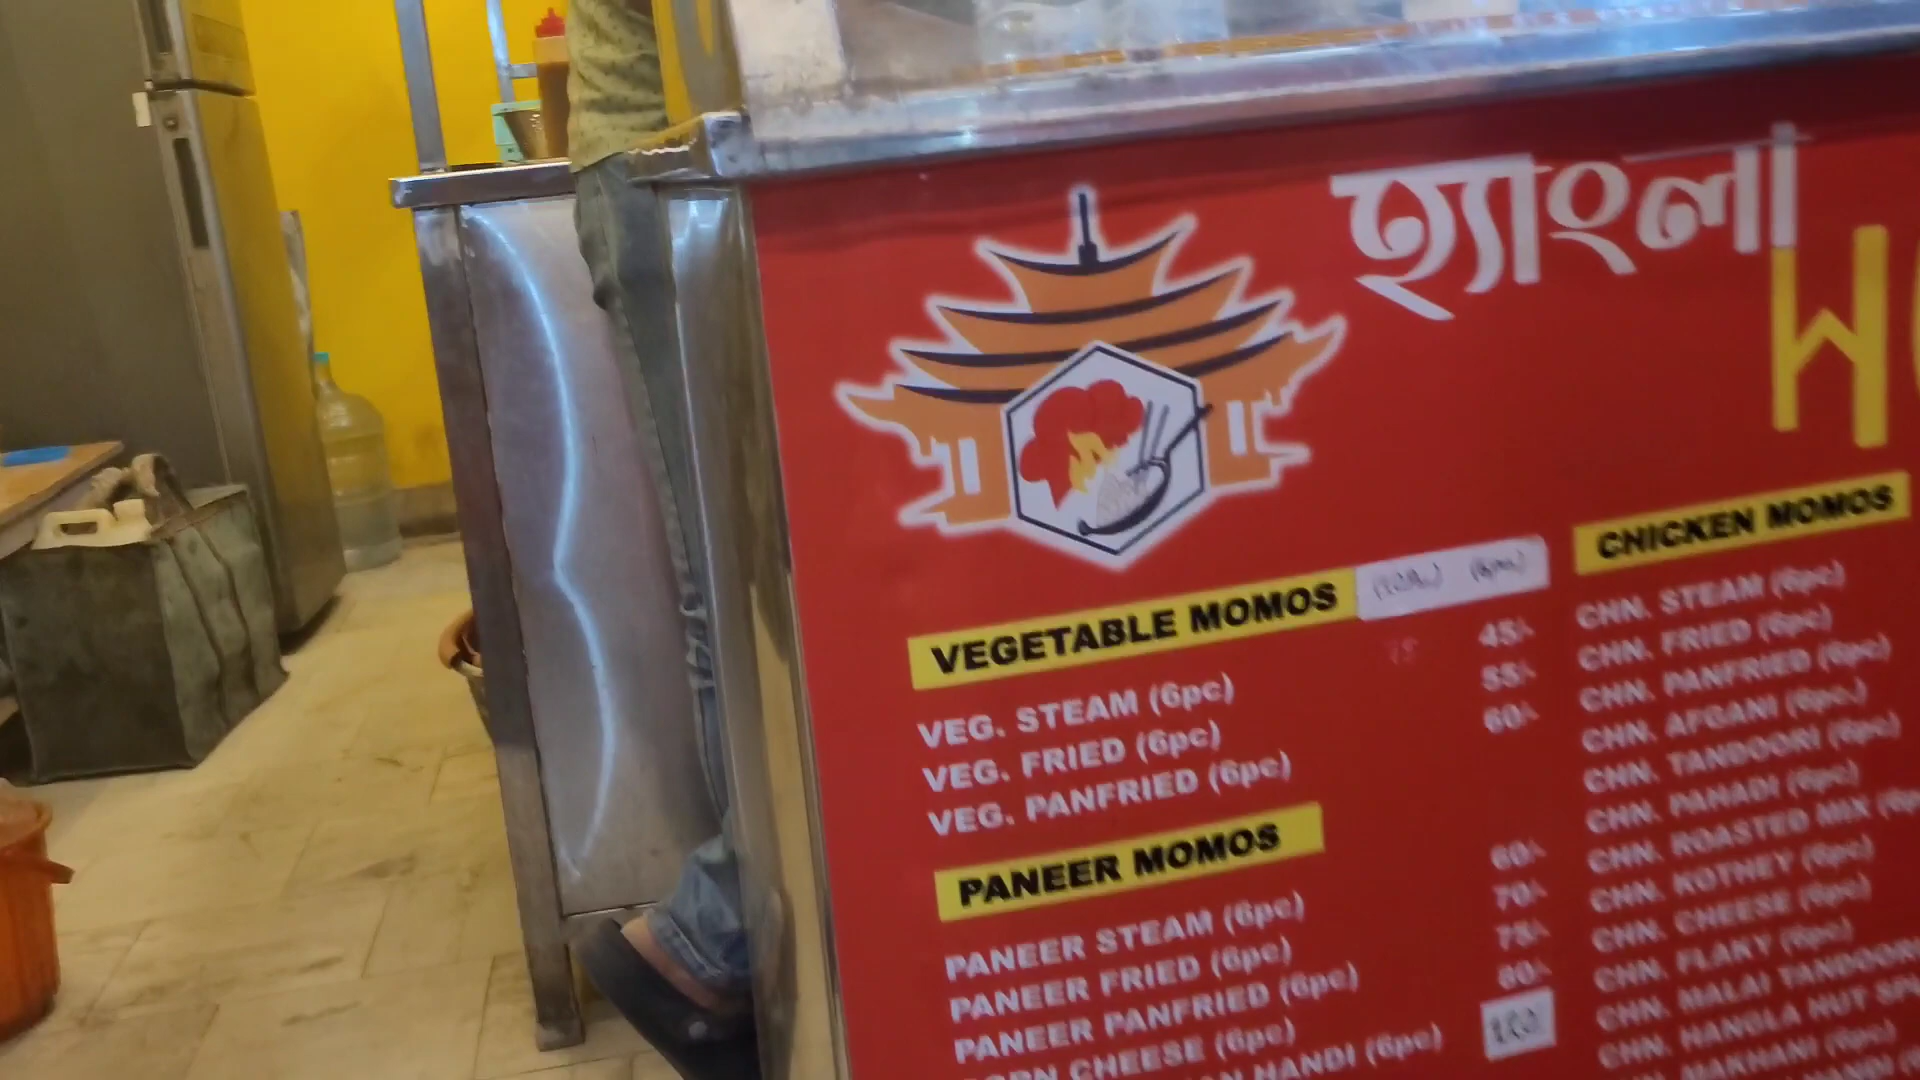 হ্যাংলা
VEGETABLE MOMOS (6pc)
VEG. STEAM (6pc) 45/-
VEG. FRIED (6pc) 55/-
VEG. PANFRIED (6pc) 60/-
PANEER MOMOS
PANEER STEAM (6pc) 60/-
PANEER FRIED (6pc) 70/-
PANEER PANFRIED (6pc) 75/-
CORN CHEESE (6pc) 80/-
HANDI (6pc) 120
CHICKEN MOMOS
CHN. STEAM (6pc)
CHN. FRIED (6pc)
CHN. PANFRIED (6pc)
CHN. AFGANI (6pc.)
CHN. TANDOORI (6pc)
CHN. PAHADI (6pc)
CHN. ROASTED MIX
CHN. KOTHEY (6pc)
CHN. CHEESE (6pc)
CHN. FLAKY (6pc)
CHN. MALAI TANDOORI
CHN. HANGLA HUT
MAKHANI (6pc)